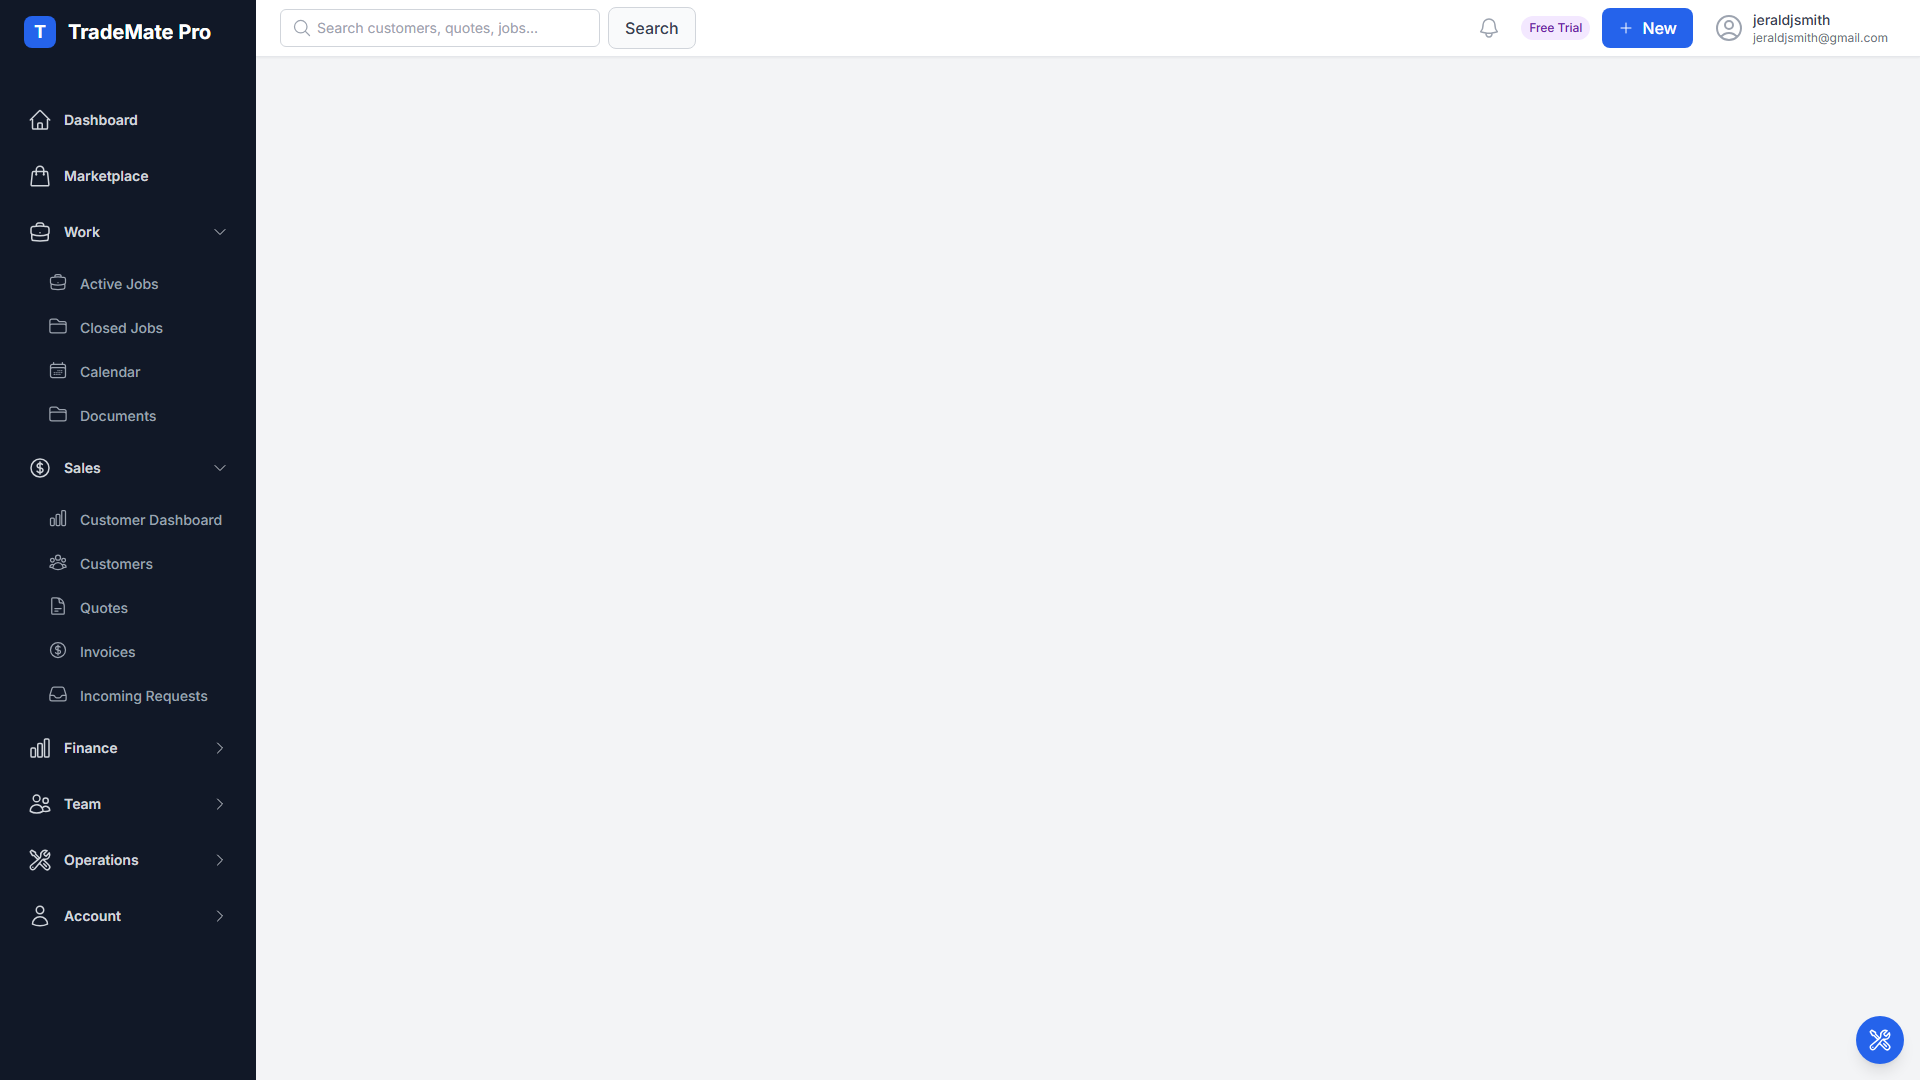 T TradeMate Pro
Search customers, quotes, jobs...
Search
Free Trial
New
jeraldjsmith
jeraldjsmith@gmail.com
Dashboard
Marketplace
Work
Active Jobs
Closed Jobs
Calendar
Documents
Sales
Customer Dashboard
Customers
Quotes
Invoices
Incoming Requests
Finance
Team
Operations
Account